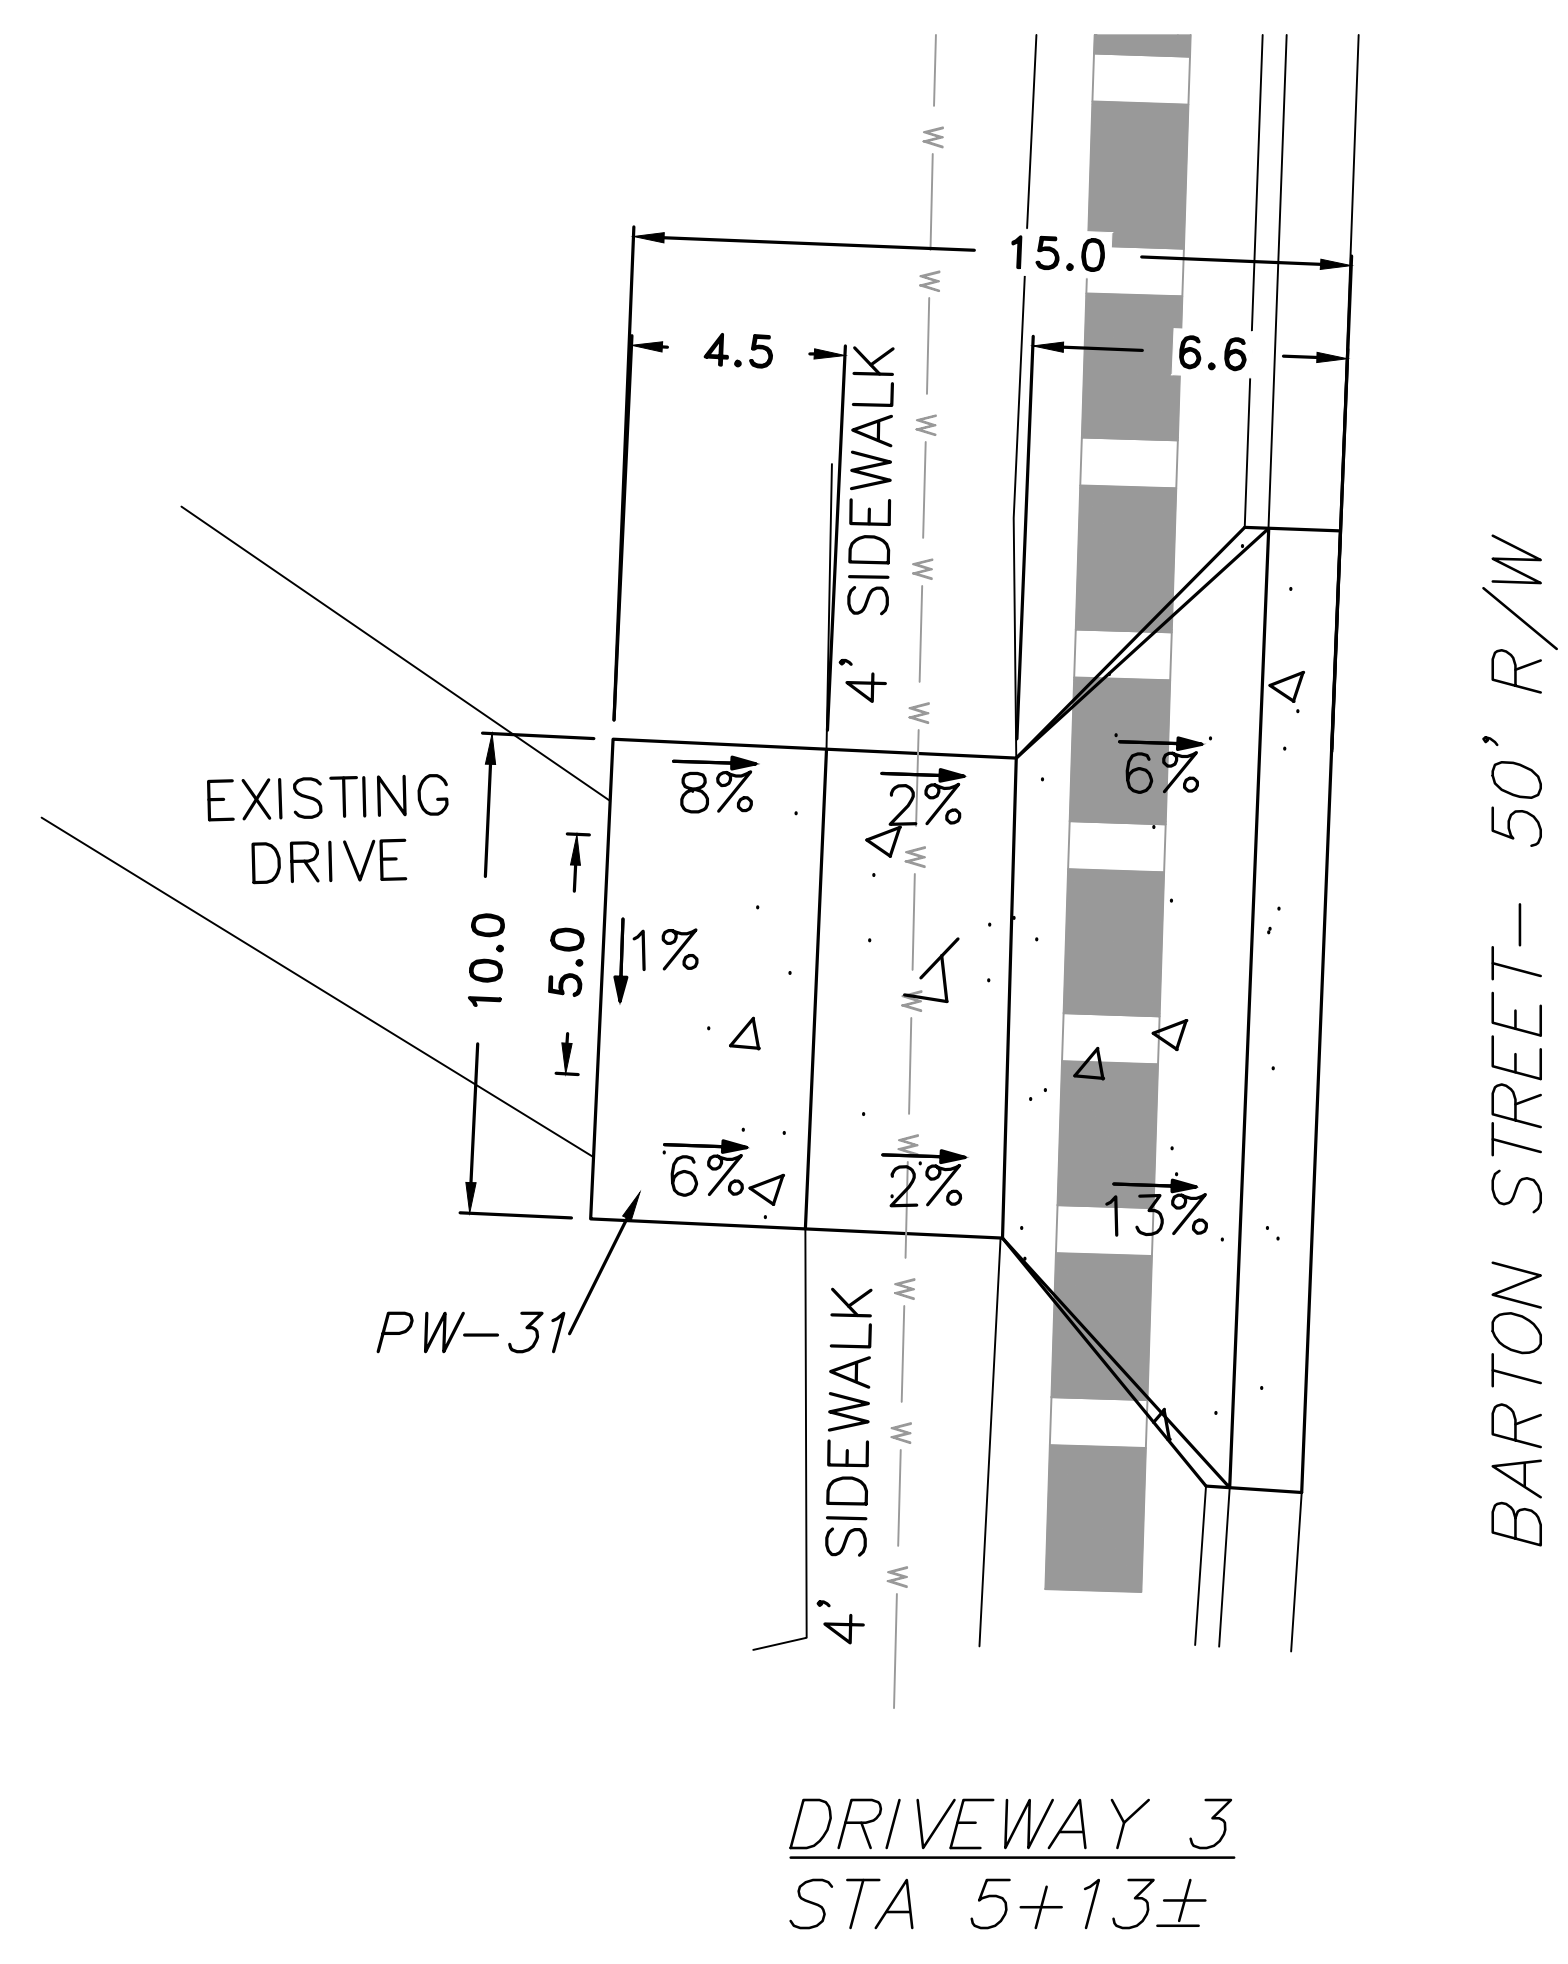 15.0
4.5
6.6
4' SIDEWALK
8%
2%
6%
EXISTING
DRIVE
10.0
5.0
1%
6%
2%
13%
PW-31
4' SIDEWALK
BARTON STREET- 50' R/W
DRIVEWAY 3
STA 5+13±
W
W
W
W
W
W
W
W
W
W
W